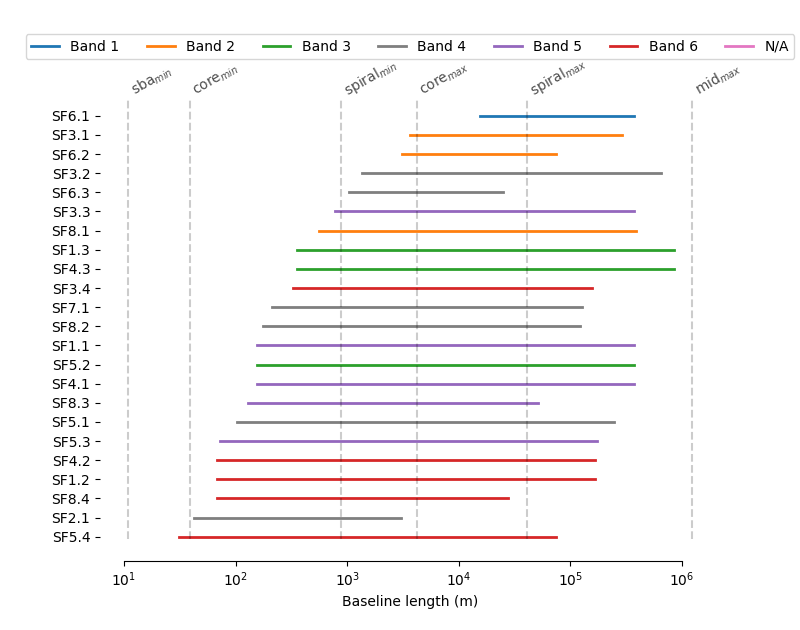 Band 1 Band 2 Band 3 Band 4 Band 5 Band 6 N/A
sba_min core_min spiral_min core_max spiral_max mid_max
SF6.1
SF3.1
SF6.2
SF3.2
SF6.3
SF3.3
SF8.1
SF1.3
SF4.3
SF3.4
SF7.1
SF8.2
SF1.1
SF5.2
SF4.1
SF8.3
SF5.1
SF5.3
SF4.2
SF1.2
SF8.4
SF2.1
SF5.4
10^1 10^2 10^3 10^4 10^5 10^6
Baseline length (m)